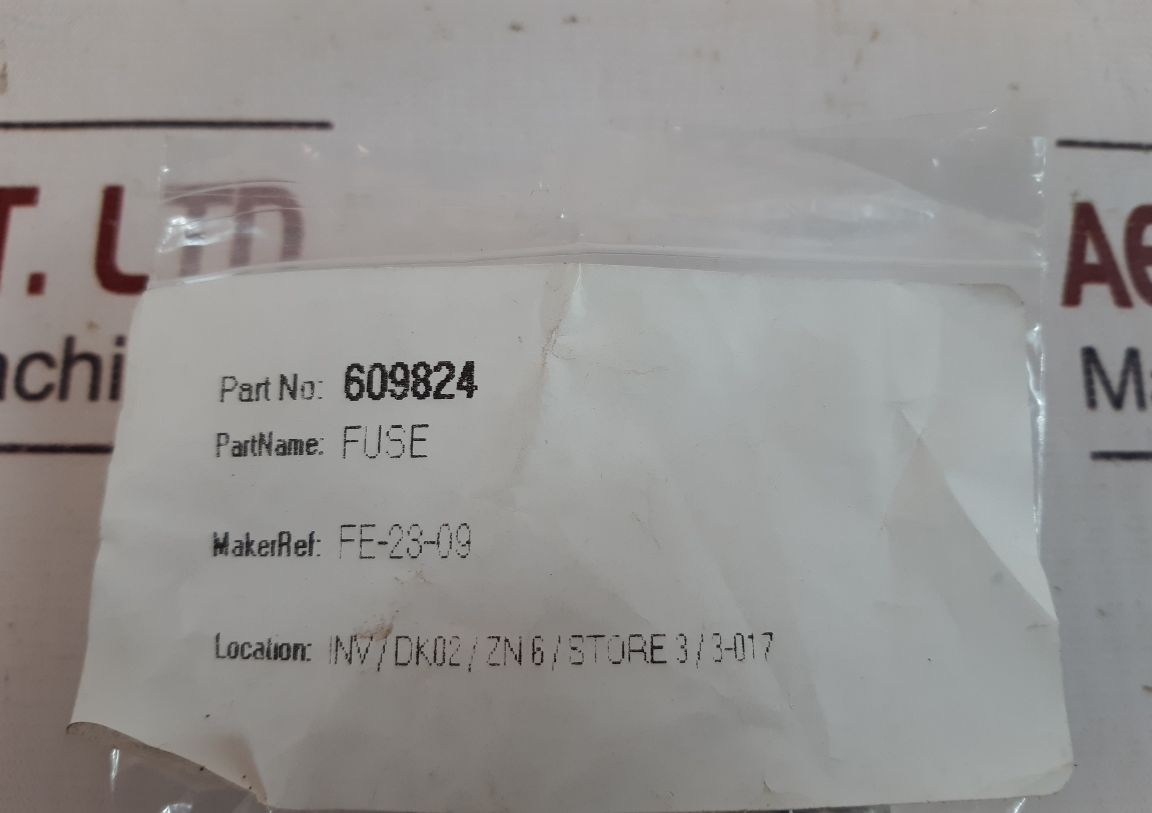 T. LTD
achi
AE
Ma
Part No: 609824
PartName: FUSE
MakerRef: FE-23-09
Location: INV / DK02 / ZN 6 / STORE 3 / 3-017